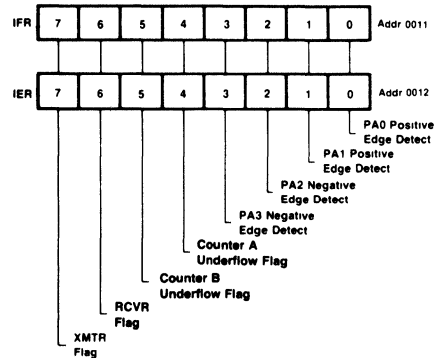 IFR 7 6 5 4 3 2 1 0 Addr 0011
IER 7 6 5 4 3 2 1 0 Addr 0012
PA0 Positive
Edge Detect
PA1 Positive
Edge Detect
PA2 Negative
Edge Detect
PA3 Negative
Edge Detect
Counter A
Underflow Flag
Counter B
Underflow Flag
RCVR
Flag
XMTR
Flag